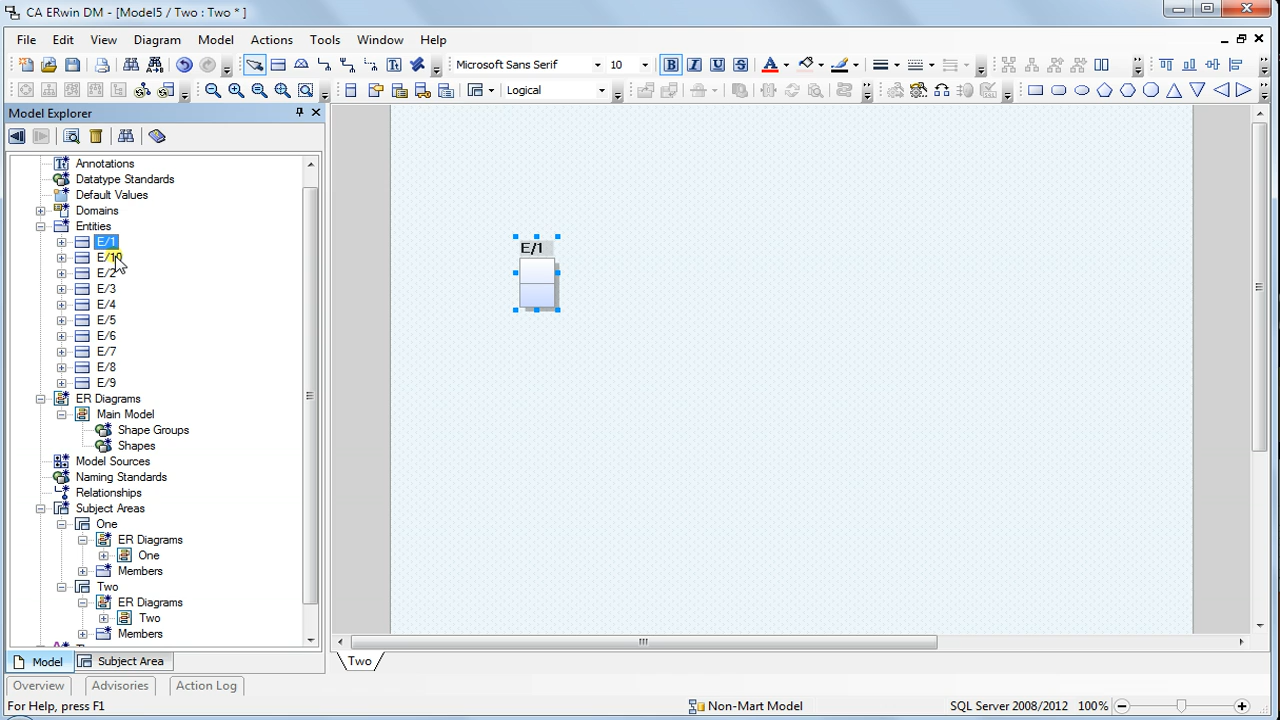 CA ERwin DM - [Model5 / Two : Two * ]
File Edit View Diagram Model Actions Tools Window Help
Microsoft Sans Serif 10 B I U S A
Logical
Model Explorer
Annotations
Datatype Standards
Default Values
Domains
Entities
E/1
E/10
E/2
E/3
E/4
E/5
E/6
E/7
E/8
E/9
ER Diagrams
Main Model
Shape Groups
Shapes
Model Sources
Naming Standards
Relationships
Subject Areas
One
ER Diagrams
One
Members
Two
ER Diagrams
Two
Members
E/1
Model Subject Area
Two
Overview Advisories Action Log
For Help, press F1 Non-Mart Model SQL Server 2008/2012 100%